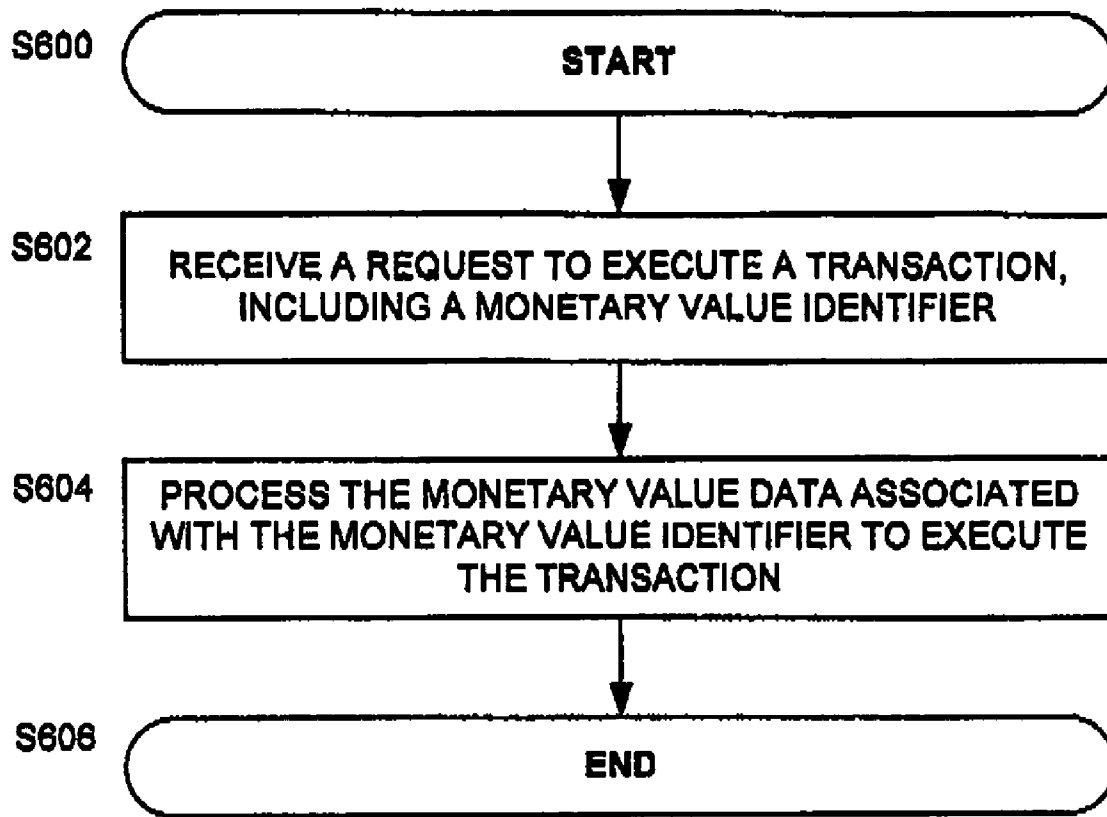 S600
START
S602
RECEIVE A REQUEST TO EXECUTE A TRANSACTION,
INCLUDING A MONETARY VALUE IDENTIFIER
S604
PROCESS THE MONETARY VALUE DATA ASSOCIATED
WITH THE MONETARY VALUE IDENTIFIER TO EXECUTE
THE TRANSACTION
S606
END